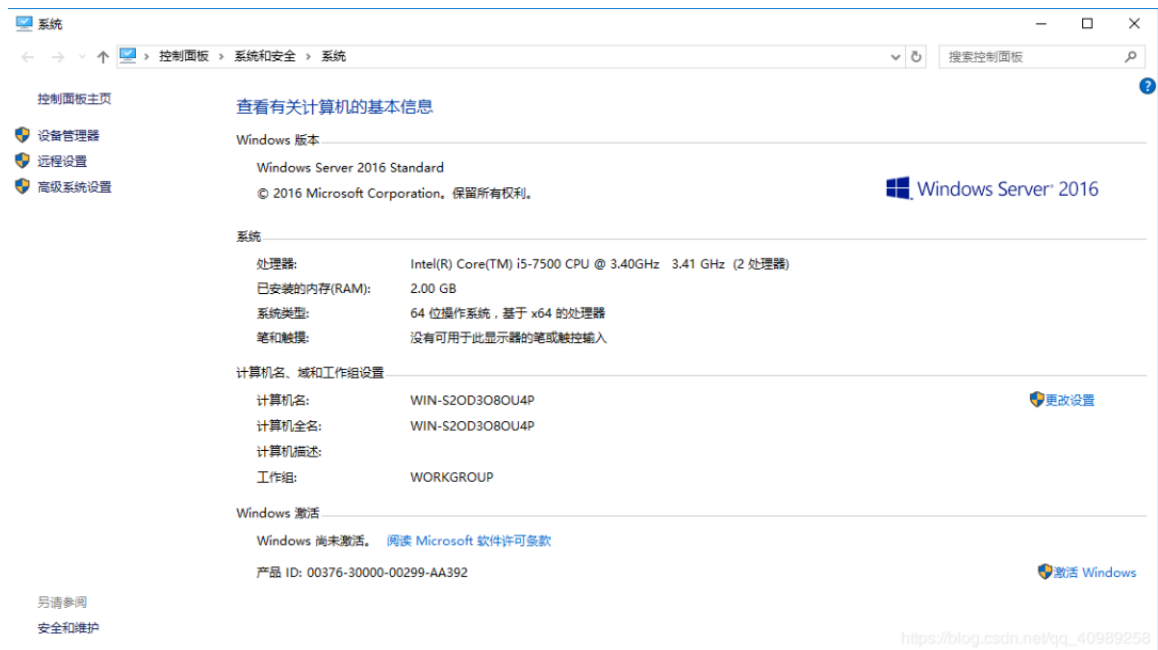 系统
控制面板 › 系统和安全 › 系统
搜索控制面板
控制面板主页
设备管理器
远程设置
高级系统设置
查看有关计算机的基本信息
Windows 版本
Windows Server 2016 Standard
© 2016 Microsoft Corporation。保留所有权利。
Windows Server® 2016
系统
处理器: Intel(R) Core(TM) i5-7500 CPU @ 3.40GHz 3.41 GHz (2 处理器)
已安装的内存(RAM): 2.00 GB
系统类型: 64 位操作系统，基于 x64 的处理器
笔和触摸: 没有可用于此显示器的笔或触控输入
计算机名、域和工作组设置
计算机名: WIN-S2OD3O8OU4P 更改设置
计算机全名: WIN-S2OD3O8OU4P
计算机描述:
工作组: WORKGROUP
Windows 激活
Windows 尚未激活。 阅读 Microsoft 软件许可条款
产品 ID: 00376-30000-00299-AA392 激活 Windows
另请参阅
安全和维护
https://blog.csdn.net/qq_40989258